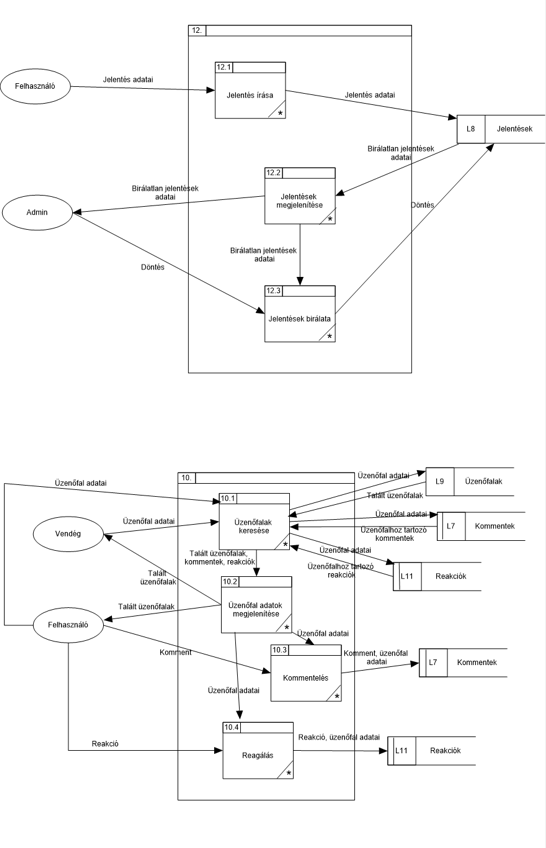 12.
12.1
Jelentés adatai
Felhasználó
Jelentés írása
*
Jelentés adatai
L8
Jelentések
Bírálatlan jelentések
adatai
12.2
Bírálatlan jelentések
adatai
Jelentések
megjelenítése
*
Admin
Döntés
Bírálatlan jelentések
adatai
Döntés
12.3
Jelentések bírálata
*
10.
Üzenőfal adatai
Üzenőfal adatai
L9
Üzenőfalak
10.1
Talált üzenőfalak
Vendég
Üzenőfal adatai
Üzenőfalak
keresése
*
Üzenőfal adatai
L7
Kommentek
Üzenőfalhoz tartozó
kommentek
Talált üzenőfalak,
kommentek, reakciók
Üzenőfal adatai
Üzenőfalhoz tartozó
reakciók
L11
Reakciók
Talált
üzenőfalak
10.2
Üzenőfal adatok
megjelenítése
*
Talált üzenőfalak
Felhasználó
Üzenőfal adatai
Komment
10.3
Kommentelés
*
Komment, üzenőfal
adatai
L7
Kommentek
Üzenőfal adatai
10.4
Reakció
Reagálás
*
Reakció, üzenőfal adatai
L11
Reakciók